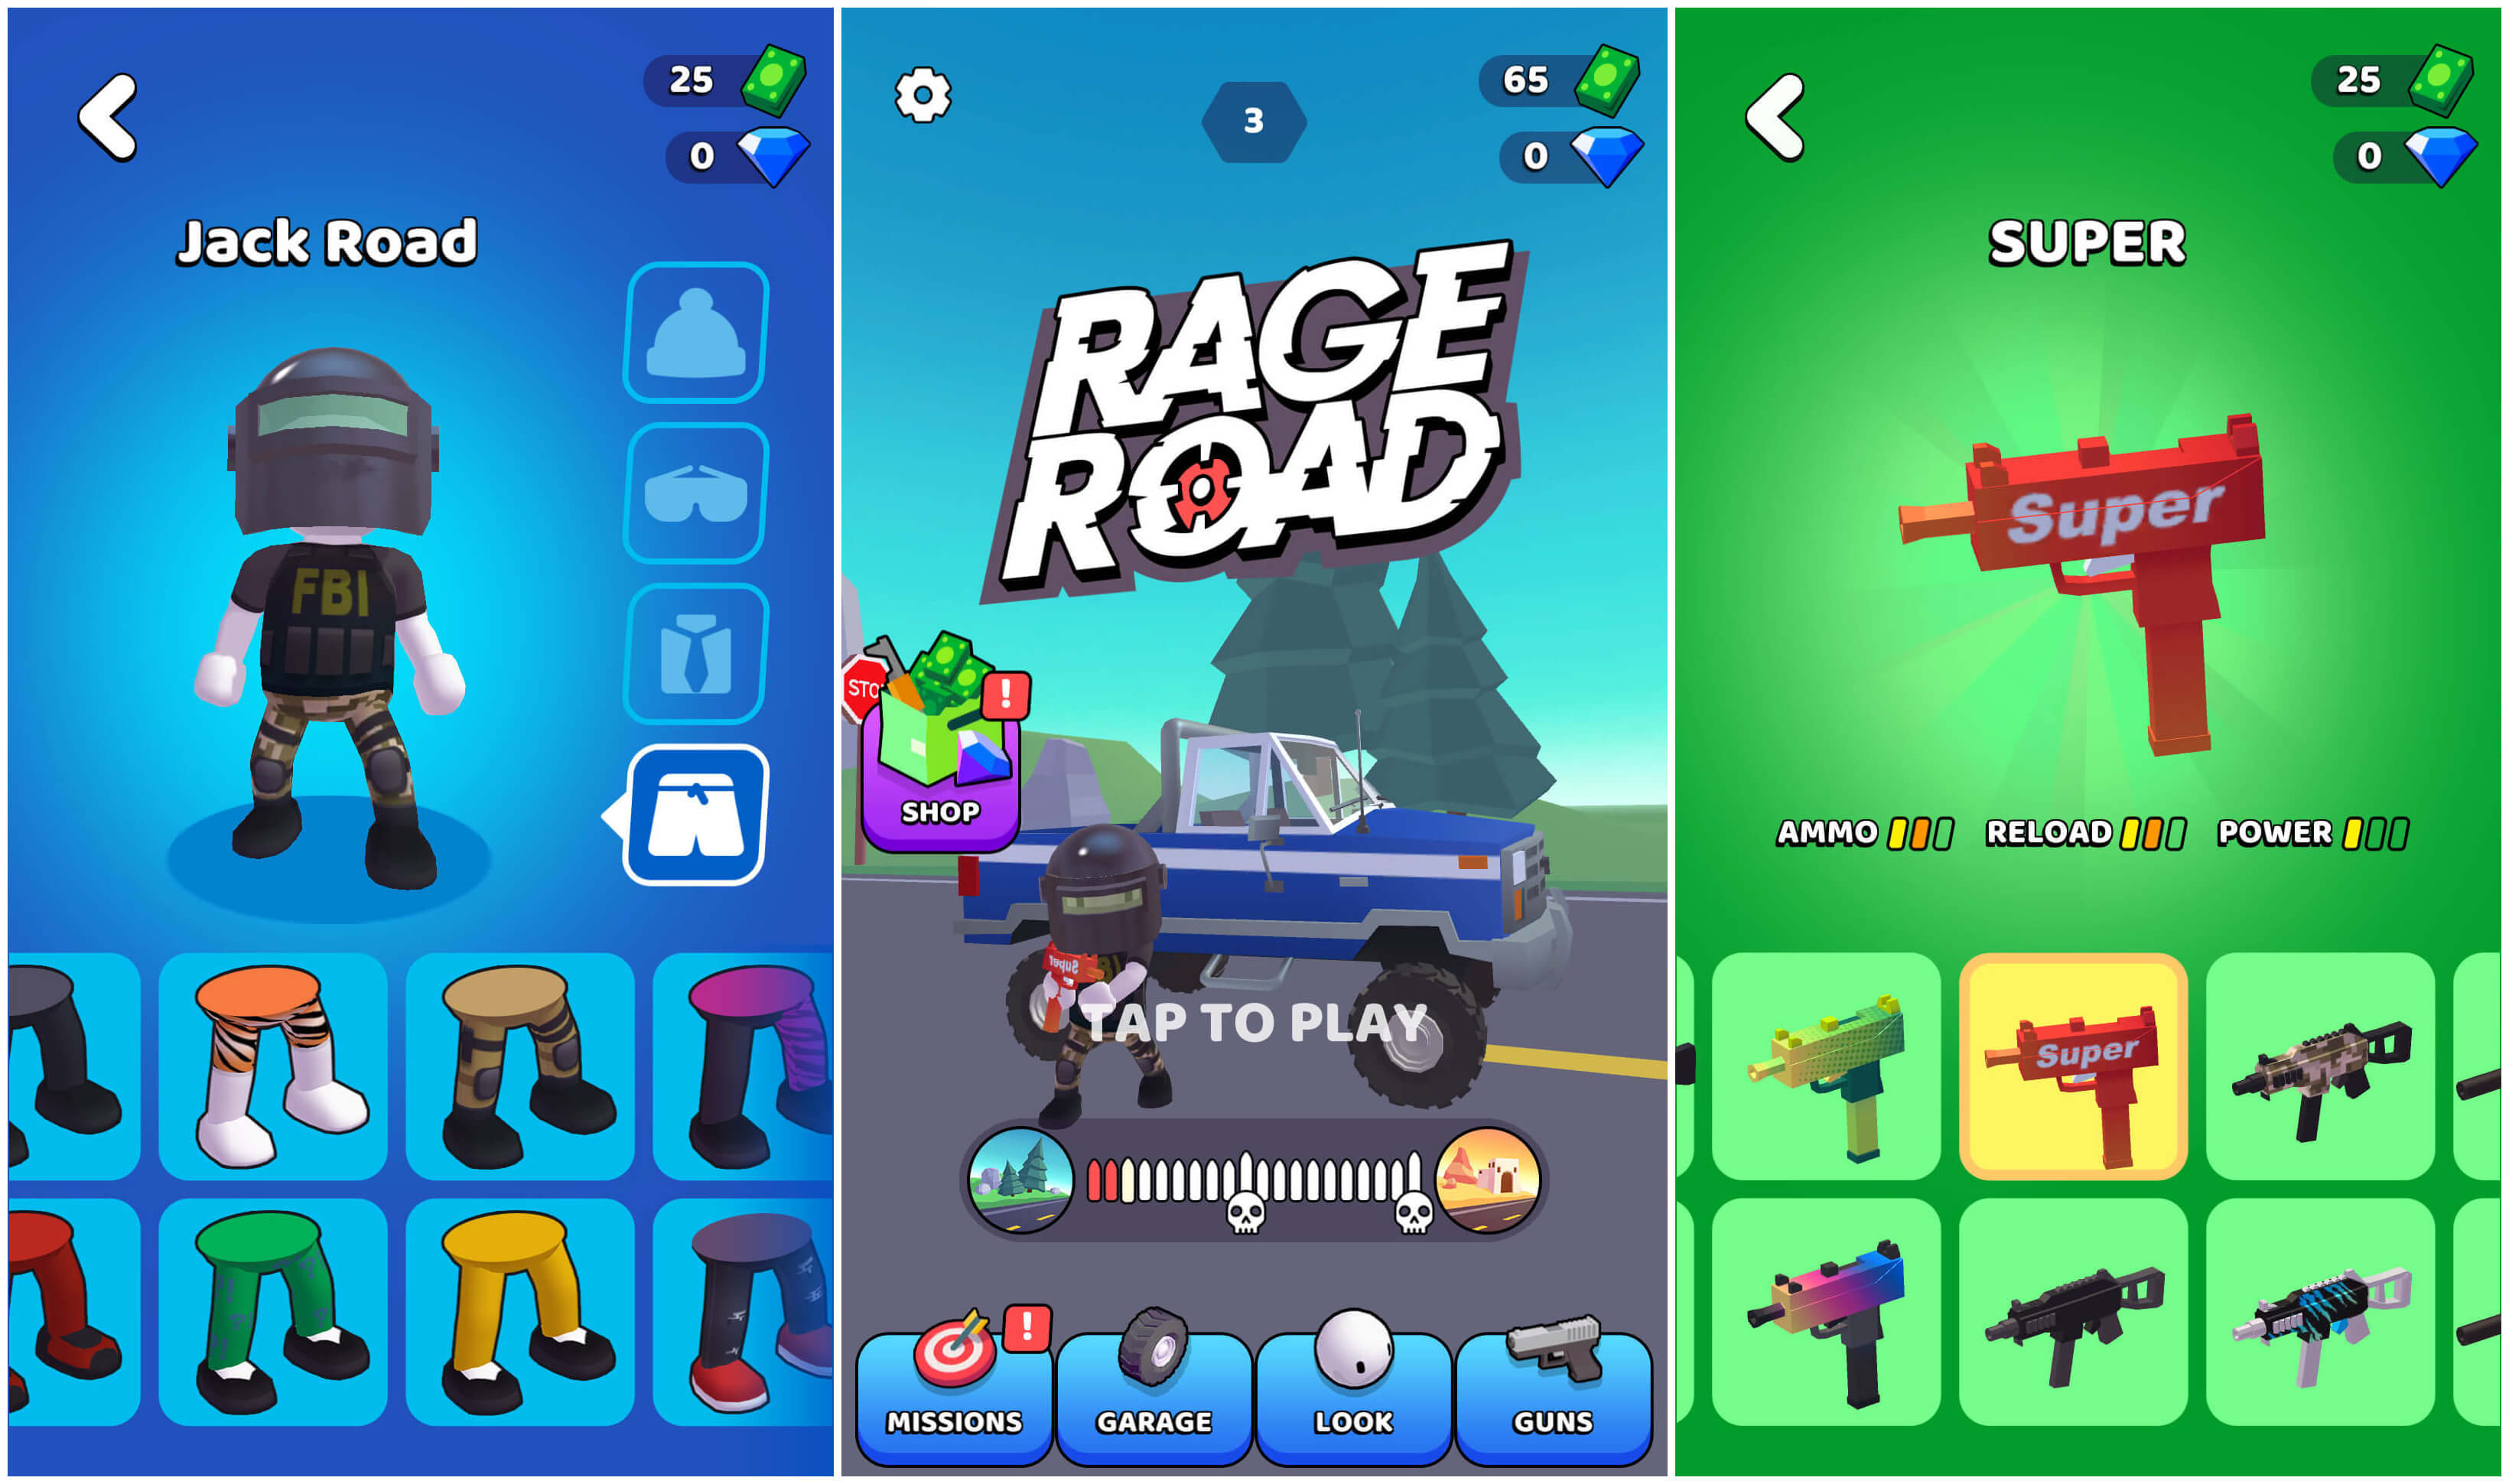 25
0
Jack Road
FBI
3
65
0
RAGE
ROAD
STO
!
SHOP
Super
TAP TO PLAY
!
MISSIONS
GARAGE
LOOK
GUNS
25
0
SUPER
Super
AMMO
RELOAD
POWER
Super